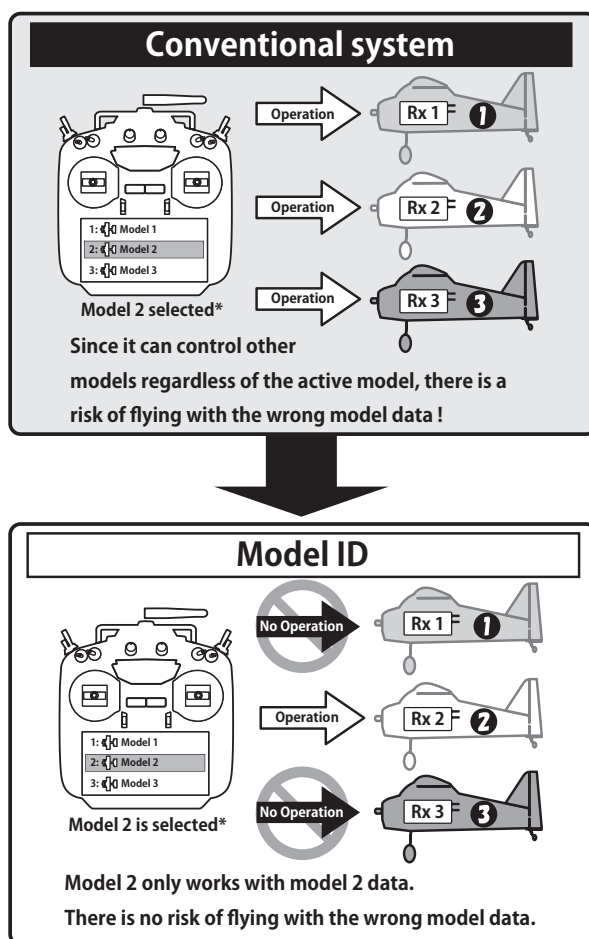 Conventional system
Operation
Rx 1
1
Operation
Rx 2
2
1: Model 1
2: Model 2
3: Model 3
Operation
Rx 3
3
Model 2 selected*
Since it can control other
models regardless of the active model, there is a
risk of flying with the wrong model data !
Model ID
No Operation
Rx 1
1
Operation
Rx 2
2
1: Model 1
2: Model 2
3: Model 3
No Operation
Rx 3
3
Model 2 is selected*
Model 2 only works with model 2 data.
There is no risk of flying with the wrong model data.